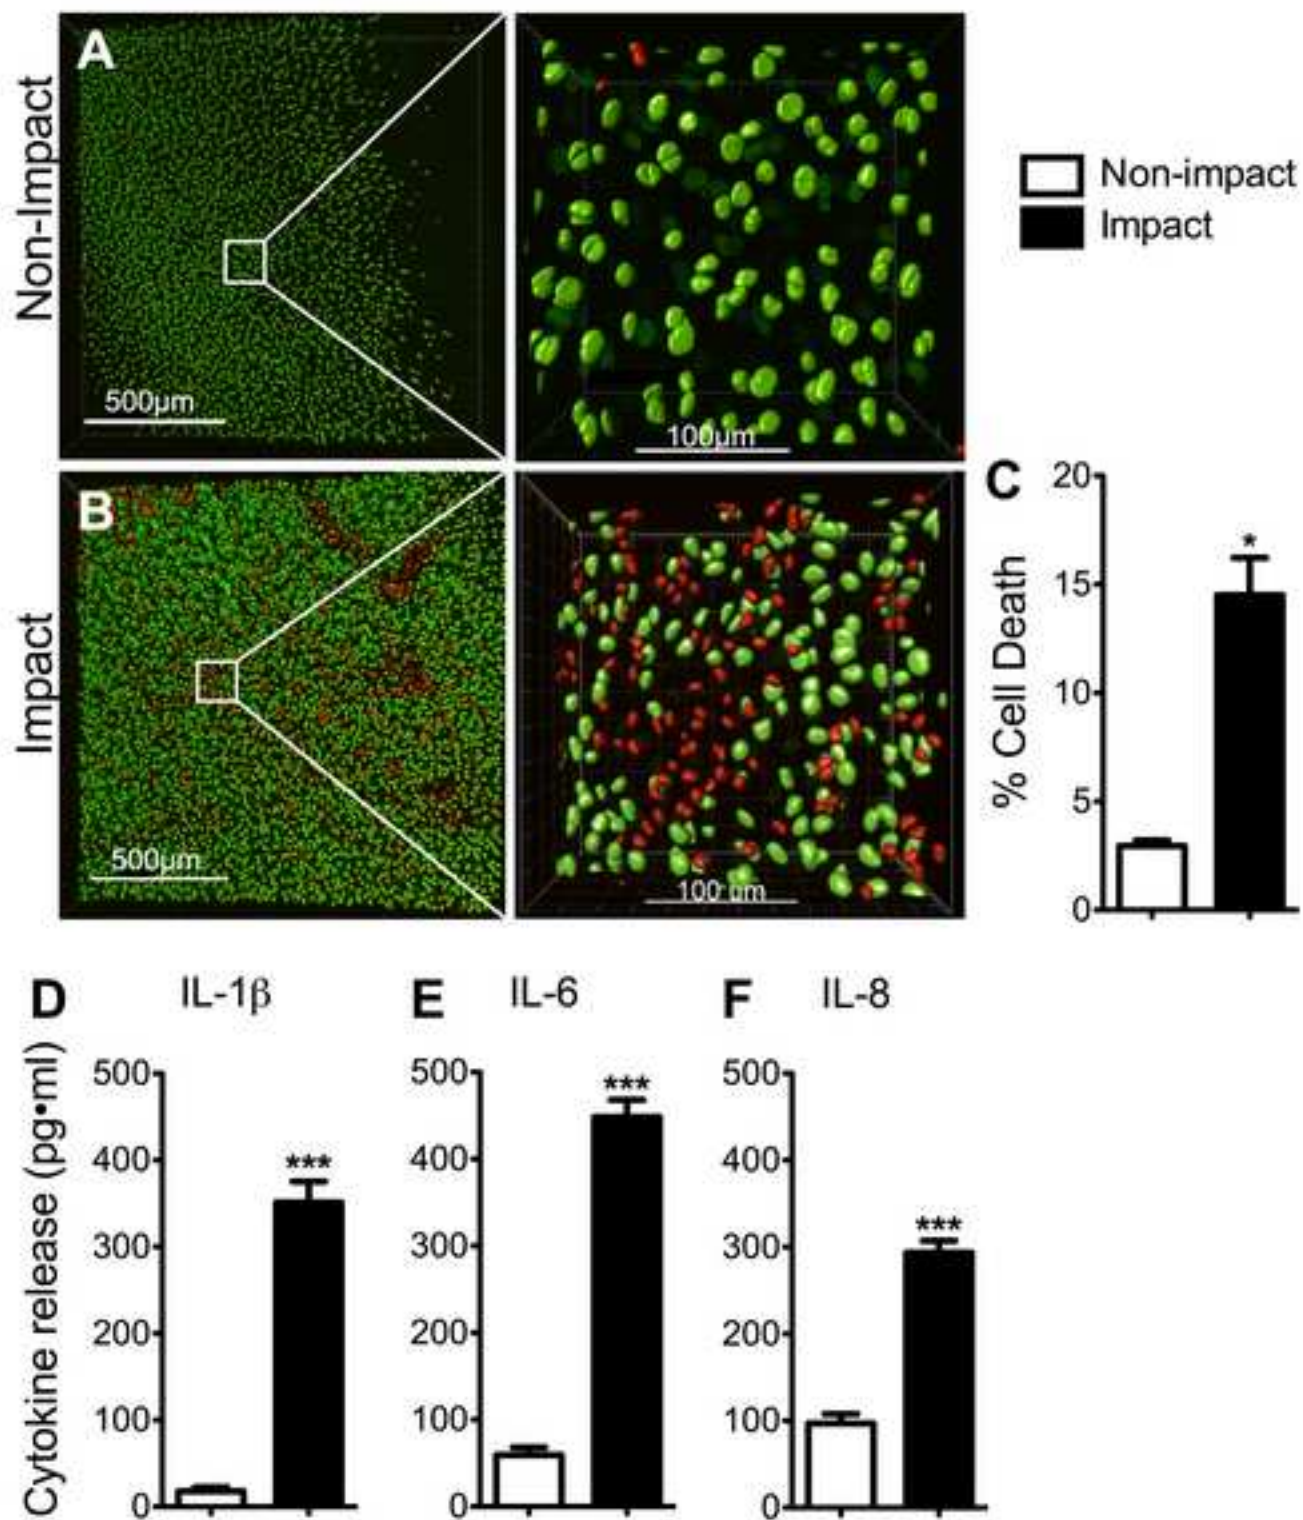 A
Non-Impact
500μm
100μm
Non-impact
Impact
B
Impact
500μm
100 um
C
% Cell Death
20
15
10
5
0
*
D IL-1β
E IL-6
F IL-8
Cytokine release (pg•ml)
500
400
300
200
100
0
***
500
400
300
200
100
0
***
500
400
300
200
100
0
***